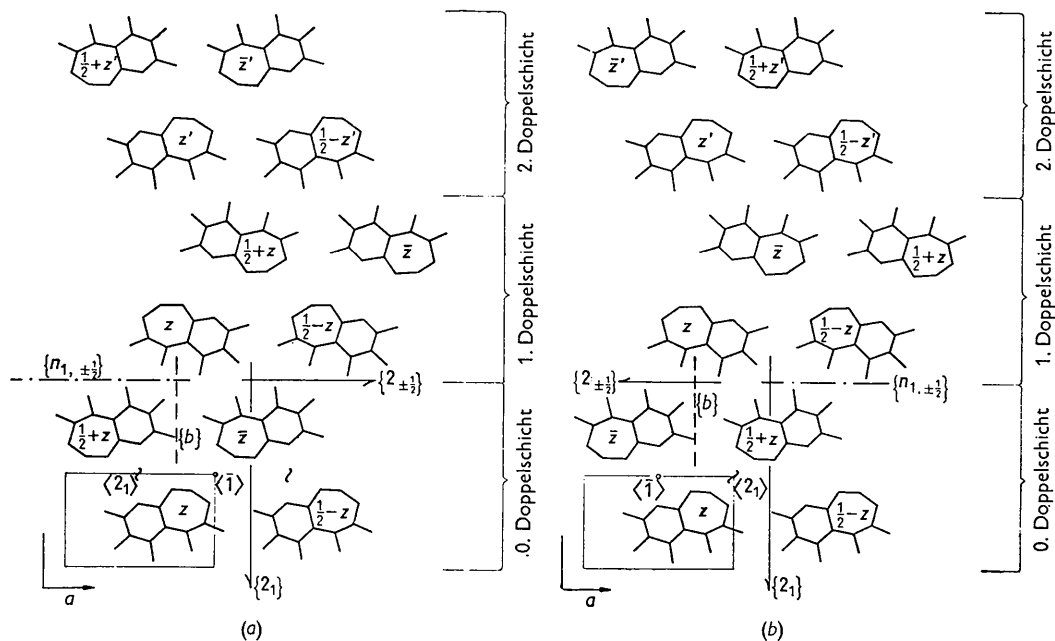 ½+z′ z̄′
z′ ½−z′
½+z z̄
z ½−z
{n₁, ±½} {2±½}
½+z {b} z̄
⟨2₁⟩ ⟨1̄⟩
z ½−z
a {2₁}
(a)
2. Doppelschicht
1. Doppelschicht
.0. Doppelschicht
z̄′ ½+z′
z′ ½−z′
z̄ ½+z
z ½−z
{2±½} {n₁,±½}
z̄ {b} ½+z
⟨1̄⟩ ⟨2₁⟩
z ½−z
a {2₁}
(b)
2. Doppelschicht
1. Doppelschicht
0. Doppelschicht